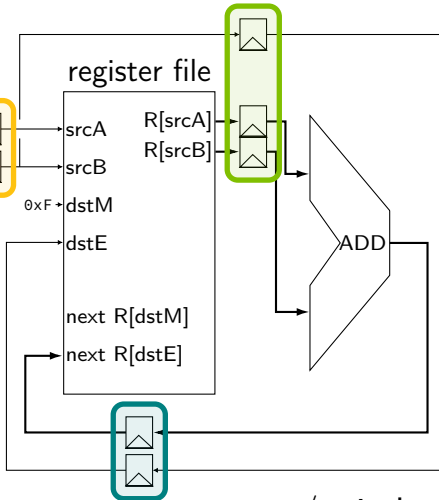 register file
srcA
R[srcA]
R[srcB]
srcB
0xF
dstM
dstE
ADD
next R[dstM]
next R[dstE]